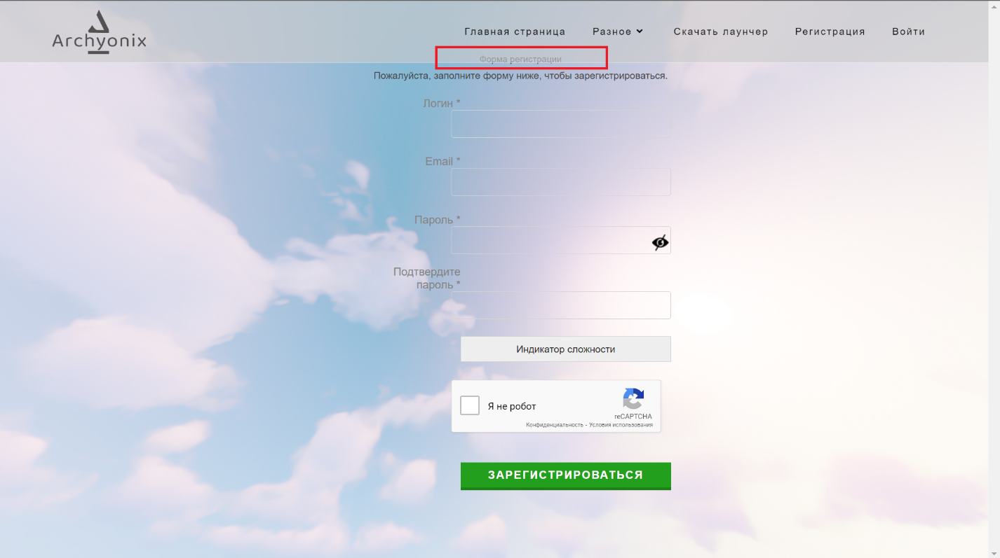 Archyonix
Главная страница Разное Скачать лаунчер Регистрация Войти
Форма регистрации
Пожалуйста, заполните форму ниже, чтобы зарегистрироваться.
Логин *
Email *
Пароль *
Подтвердите
пароль *
Индикатор сложности
Я не робот
reCAPTCHA
Конфиденциальность - Условия использования
ЗАРЕГИСТРИРОВАТЬСЯ